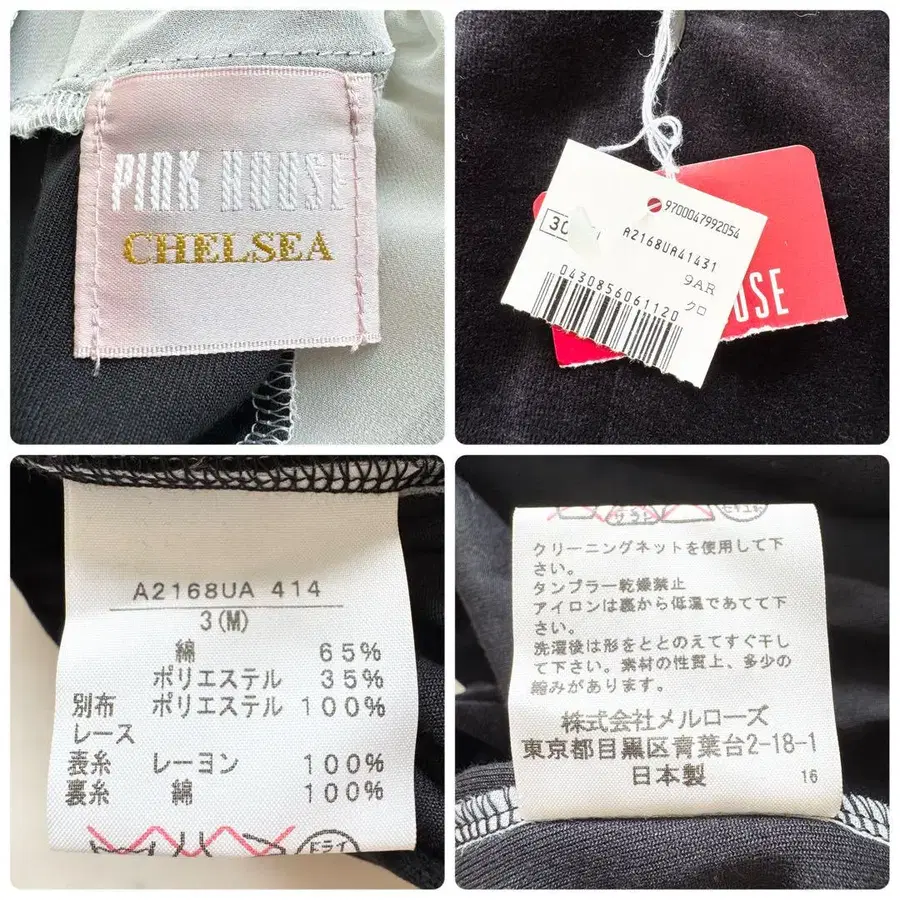 PINK HOUSE
CHELSEA
9700047992054
30
A2168UA41431
9AR
クロ
0430856061120
OUSE
A2168UA 414
3(M)
綿 65%
ポリエステル 35%
別布 ポリエステル 100%
レース
表糸 レーヨン 100%
裏糸 綿 100%
ドライ
クリーニングネットを使用して下
さい。
タンブラー乾燥禁止
アイロンは裏から低温であてて下
さい。
洗濯後は形をととのえてすぐ干し
て下さい。素材の性質上、多少の
縮みがあります。
株式会社メルローズ
東京都目黒区青葉台2-18-1
日本製 16